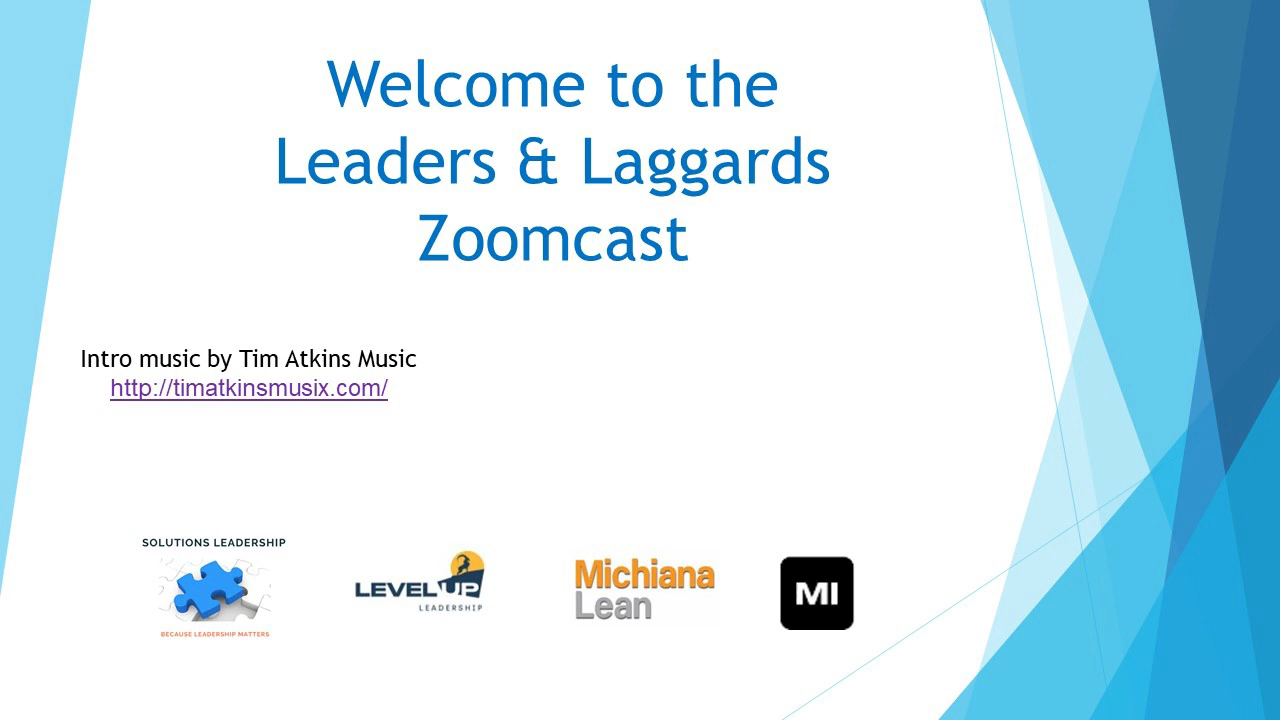 Welcome to the
Leaders & Laggards
Zoomcast
Intro music by Tim Atkins Music
http://timatkinsmusix.com/
SOLUTIONS LEADERSHIP
BECAUSE LEADERSHIP MATTERS
LEVEL UP
LEADERSHIP
Michiana
Lean
MI